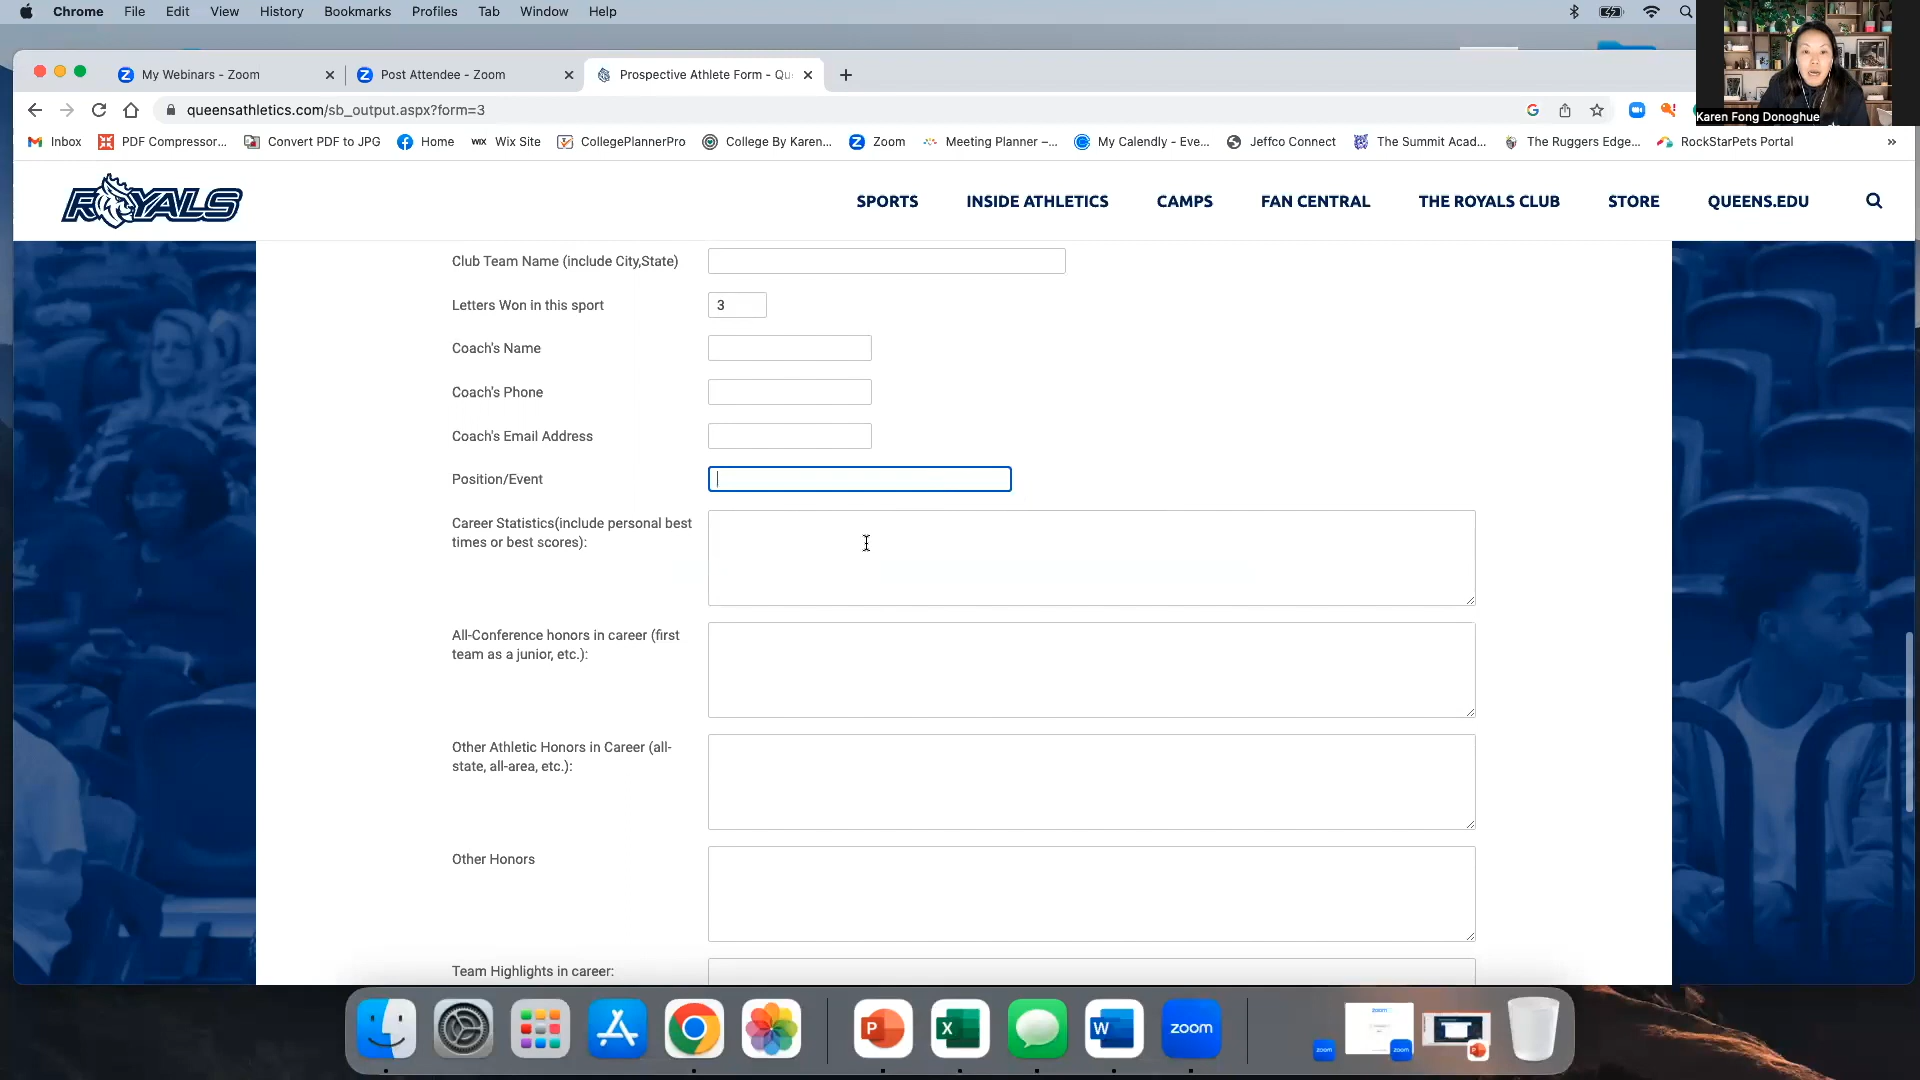 Chrome File Edit View History Bookmarks Profiles Tab Window Help
My Webinars - Zoom
Post Attendee - Zoom
Prospective Athlete Form - Qu
queensathletics.com/sb_output.aspx?form=3
Karen Fong Donoghue
Inbox PDF Compressor... Convert PDF to JPG Home WIX Wix Site CollegePlannerPro College By Karen... Zoom Meeting Planner –... My Calendly - Eve... Jeffco Connect The Summit Acad... The Ruggers Edge... RockStarPets Portal »
ROYALS
SPORTS INSIDE ATHLETICS CAMPS FAN CENTRAL THE ROYALS CLUB STORE QUEENS.EDU
Club Team Name (include City,State)
Letters Won in this sport 3
Coach's Name
Coach's Phone
Coach's Email Address
Position/Event
Career Statistics(include personal best
times or best scores):
All-Conference honors in career (first
team as a junior, etc.):
Other Athletic Honors in Career (all-
state, all-area, etc.):
Other Honors
Team Highlights in career:
P X W zoom